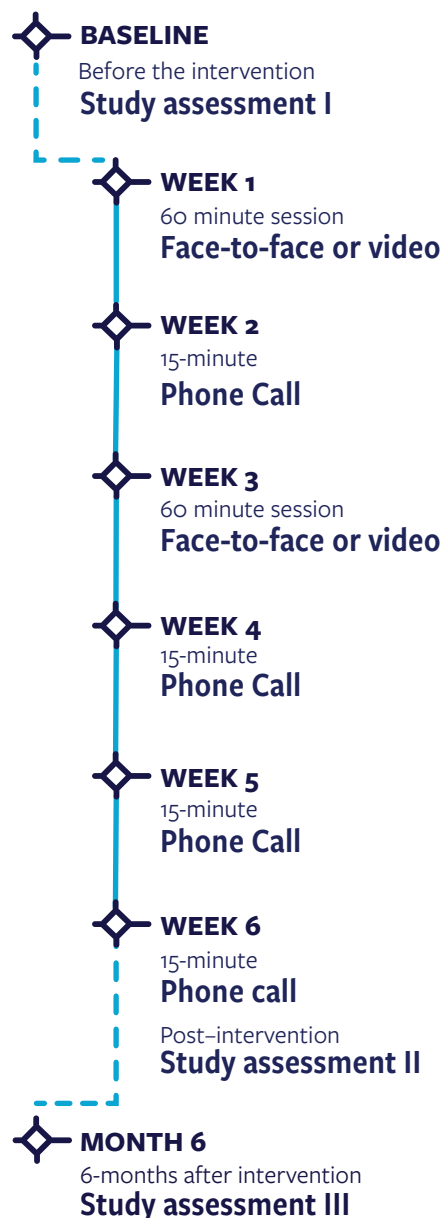 BASELINE
Before the intervention
Study assessment I
WEEK 1
60 minute session
Face-to-face or video
WEEK 2
15-minute
Phone Call
WEEK 3
60 minute session
Face-to-face or video
WEEK 4
15-minute
Phone Call
WEEK 5
15-minute
Phone Call
WEEK 6
15-minute
Phone call
Post–intervention
Study assessment II
MONTH 6
6-months after intervention
Study assessment III